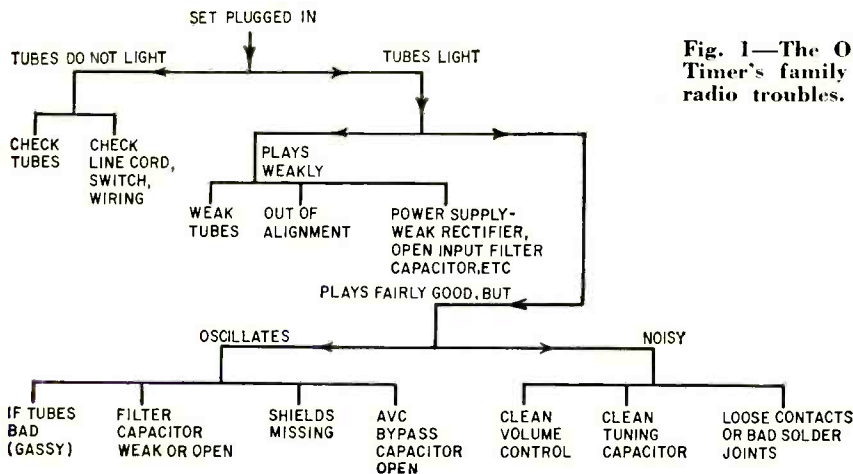 SET PLUGGED IN
TUBES DO NOT LIGHT
TUBES LIGHT
Fig. 1—The O
Timer's family
radio troubles.
CHECK
TUBES
CHECK
LINE CORD,
SWITCH,
WIRING
PLAYS
WEAKLY
WEAK
TUBES
OUT OF
ALIGNMENT
POWER SUPPLY-
WEAK RECTIFIER,
OPEN INPUT FILTER
CAPACITOR,ETC
PLAYS FAIRLY GOOD, BUT
OSCILLATES
NOISY
IF TUBES
BAD
(GASSY)
FILTER
CAPACITOR
WEAK OR OPEN
SHIELDS
MISSING
AVC
BYPASS
CAPACITOR
OPEN
CLEAN
VOLUME
CONTROL
CLEAN
TUNING
CAPACITOR
LOOSE CONTACTS
OR BAD SOLDER
JOINTS